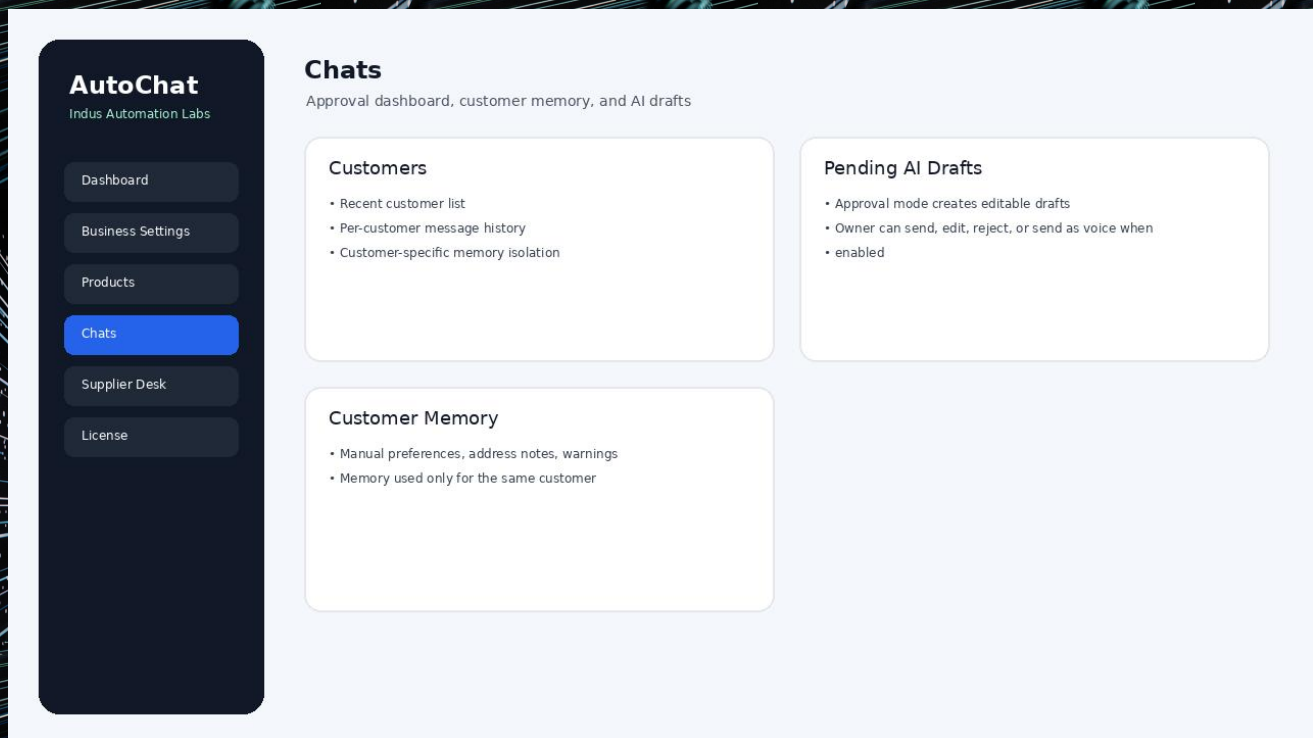 AutoChat
Indus Automation Labs
Dashboard
Business Settings
Products
Chats
Supplier Desk
License
Chats
Approval dashboard, customer memory, and AI drafts
Customers
• Recent customer list
• Per-customer message history
• Customer-specific memory isolation
Pending AI Drafts
• Approval mode creates editable drafts
• Owner can send, edit, reject, or send as voice when
• enabled
Customer Memory
• Manual preferences, address notes, warnings
• Memory used only for the same customer